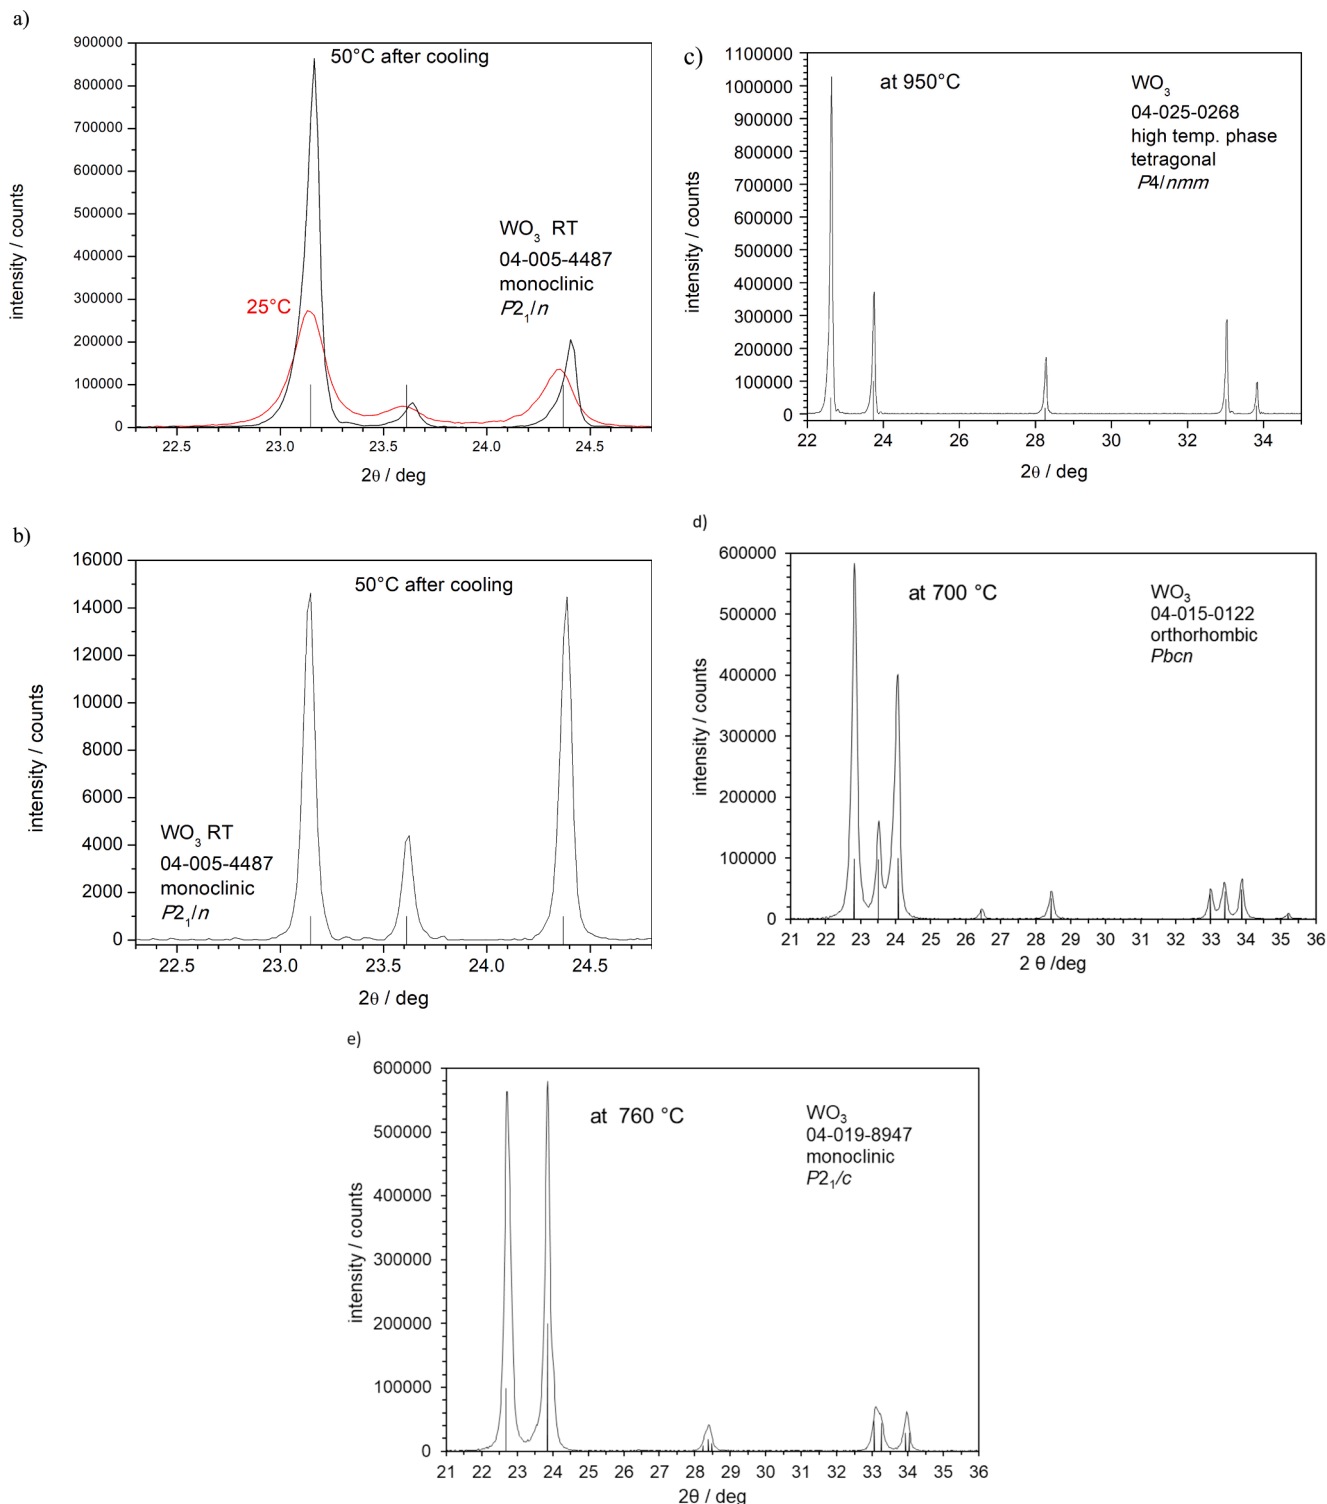 a)
900000
800000
700000
600000
500000
400000
300000
200000
100000
0
intensity / counts
50°C after cooling
25°C
WO3 RT
04-005-4487
monoclinic
P21/n
22.5 23.0 23.5 24.0 24.5
2θ / deg
c)
1100000
1000000
900000
800000
700000
600000
500000
400000
300000
200000
100000
0
intensity / counts
at 950°C
WO3
04-025-0268
high temp. phase
tetragonal
P4/nmm
22 24 26 28 30 32 34
2θ / deg
b)
16000
14000
12000
10000
8000
6000
4000
2000
0
intensity / counts
50°C after cooling
WO3 RT
04-005-4487
monoclinic
P21/n
22.5 23.0 23.5 24.0 24.5
2θ / deg
d)
600000
500000
400000
300000
200000
100000
0
intensity / counts
at 700 °C
WO3
04-015-0122
orthorhombic
Pbcn
21 22 23 24 25 26 27 28 29 30 31 32 33 34 35 36
2 θ /deg
e)
600000
500000
400000
300000
200000
100000
0
intensity / counts
at 760 °C
WO3
04-019-8947
monoclinic
P21/c
21 22 23 24 25 26 27 28 29 30 31 32 33 34 35 36
2θ / deg